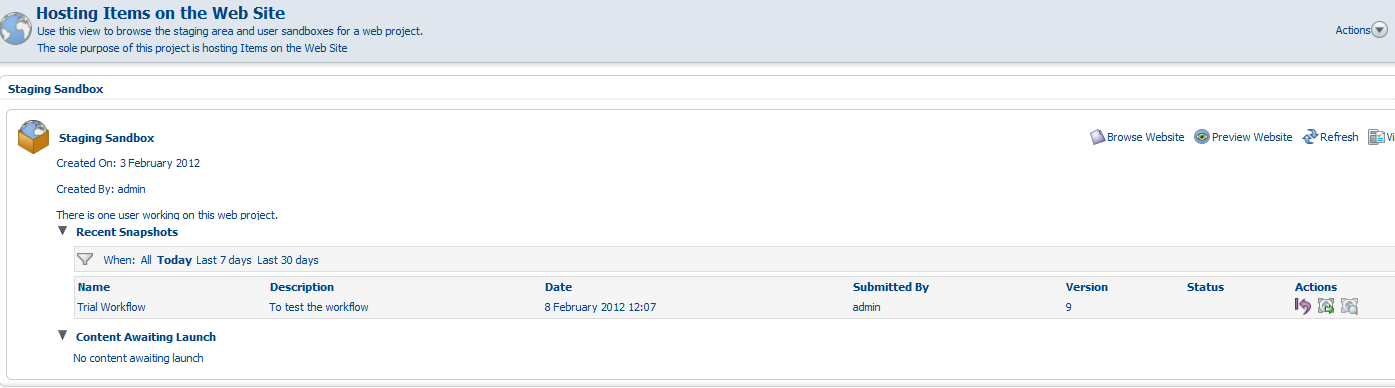 Hosting Items on the Web Site
Use this view to browse the staging area and user sandboxes for a web project.
The sole purpose of this project is hosting Items on the Web Site
Actions
Staging Sandbox
Staging Sandbox
Browse Website Preview Website Refresh Vi
Created On: 3 February 2012
Created By: admin
There is one user working on this web project.
Recent Snapshots
When: All Today Last 7 days Last 30 days
Name Description Date Submitted By Version Status Actions
Trial Workflow To test the workflow 8 February 2012 12:07 admin 9
Content Awaiting Launch
No content awaiting launch